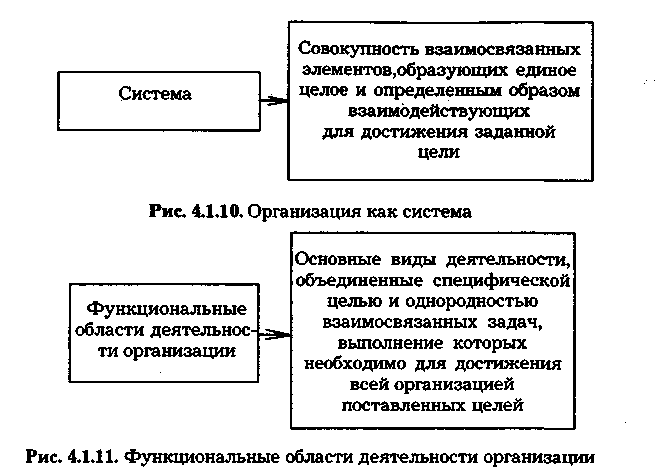 Система
Совокупность взаимосвязанных
элементов,образующих единое
целое и определенным образом
взаимодействующих
для достижения заданной
цели
Рис. 4.1.10. Организация как система
Функциональные
области деятельнос-
ти организации
Основные виды деятельности,
объединенные специфической
целью и однородностью
взаимосвязанных задач,
выполнение которых
необходимо для достижения
всей организацией
поставленных целей
Рис. 4.1.11. Функциональные области деятельности организации